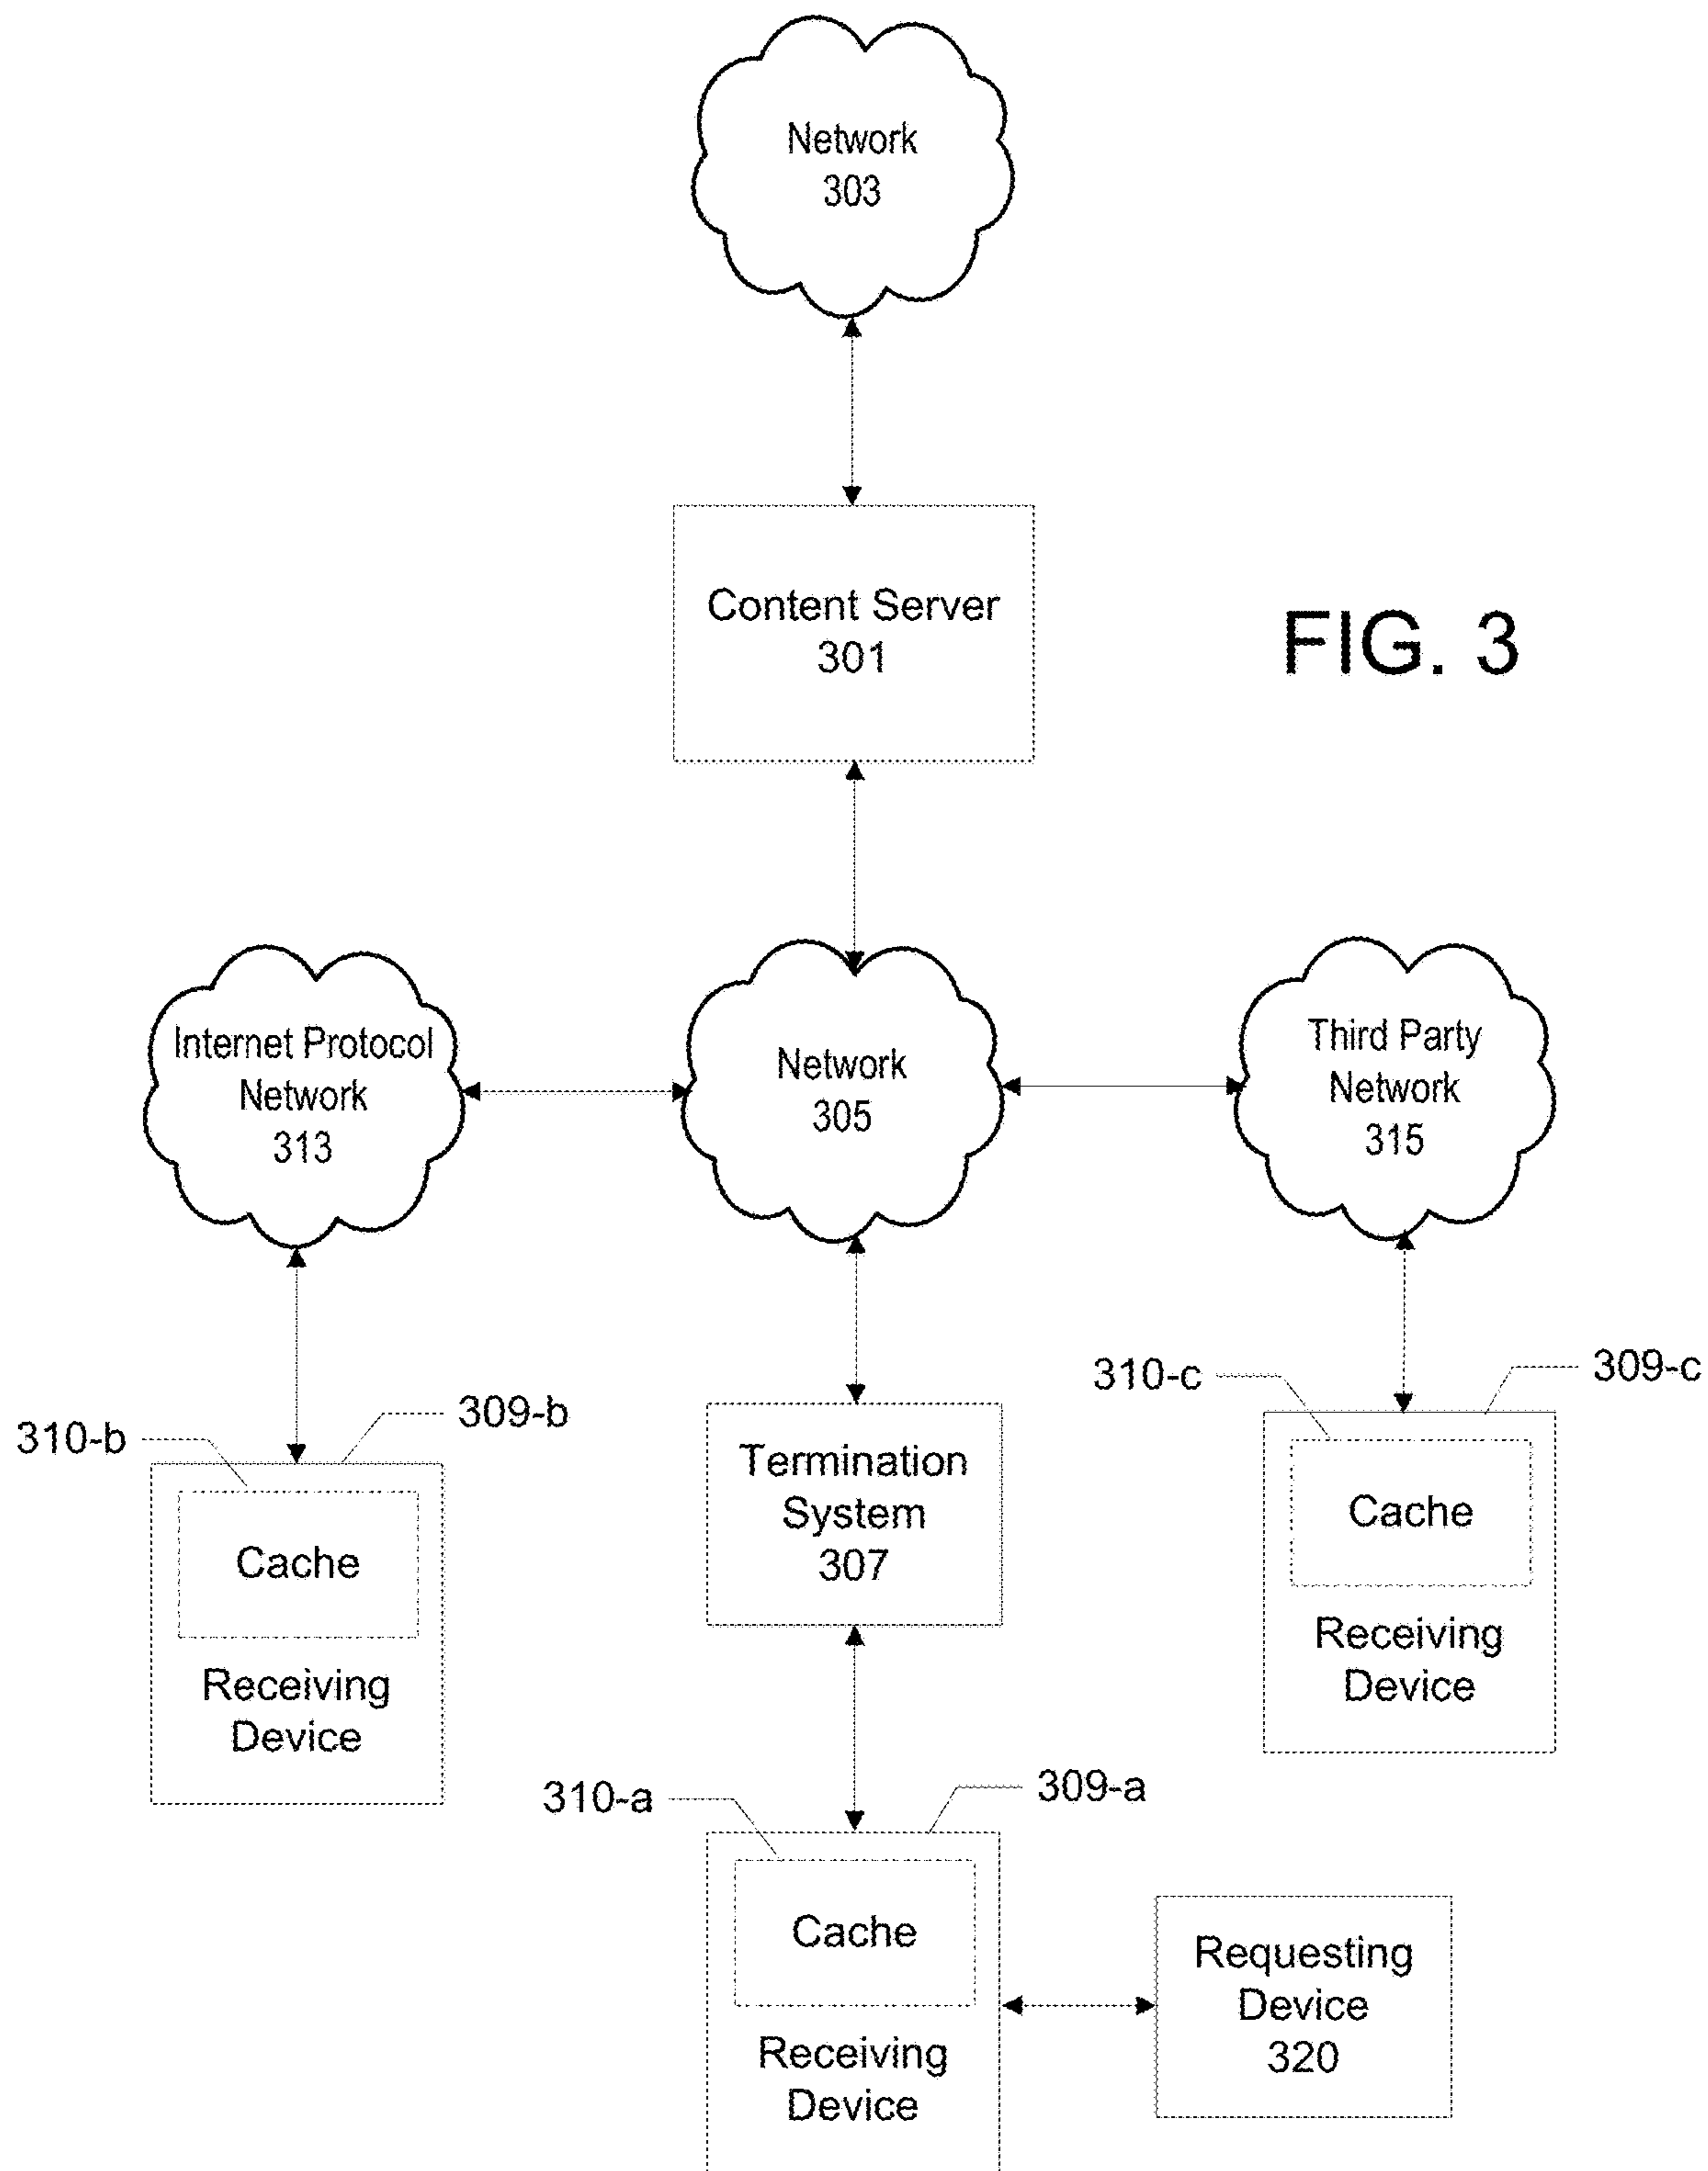 Network
303
Content Server
301
FIG. 3
Internet Protocol
Network
313
Network
305
Third Party
Network
315
310-b
309-b
Cache
Receiving
Device
Termination
System
307
310-c
309-c
Cache
Receiving
Device
310-a
309-a
Cache
Receiving
Device
Requesting
Device
320